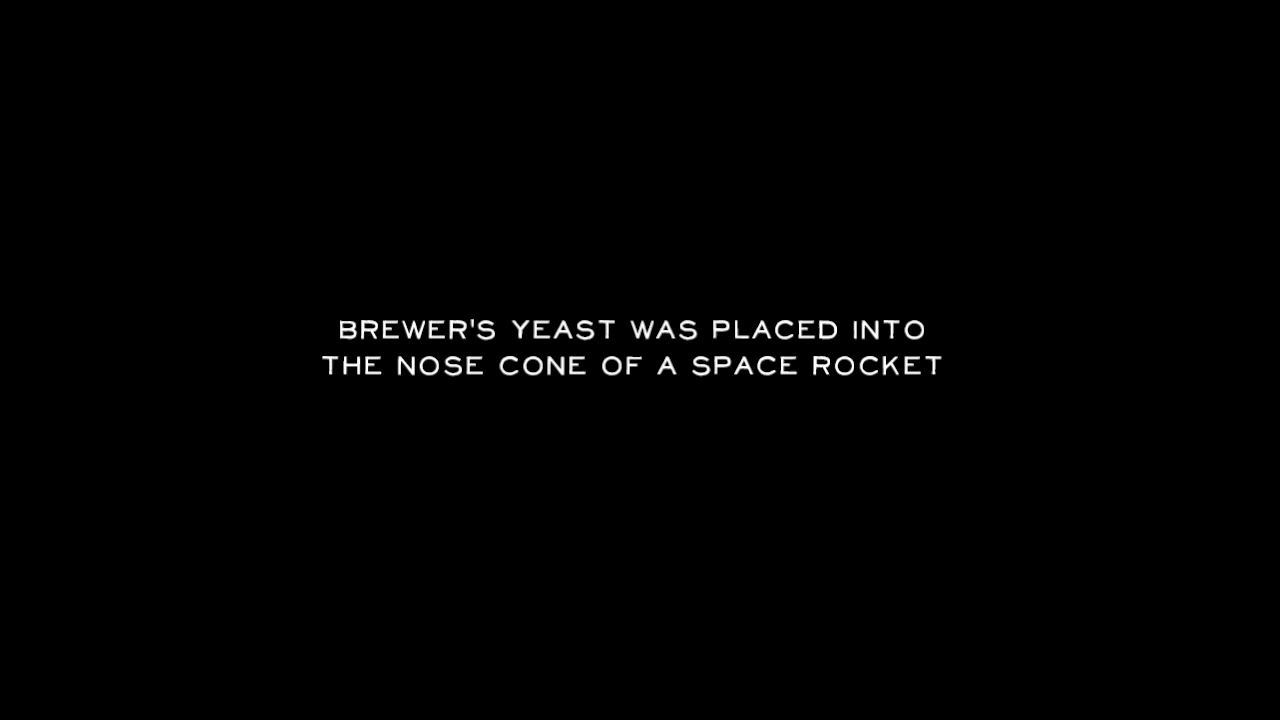 BREWER'S YEAST WAS PLACED INTO
THE NOSE CONE OF A SPACE ROCKET